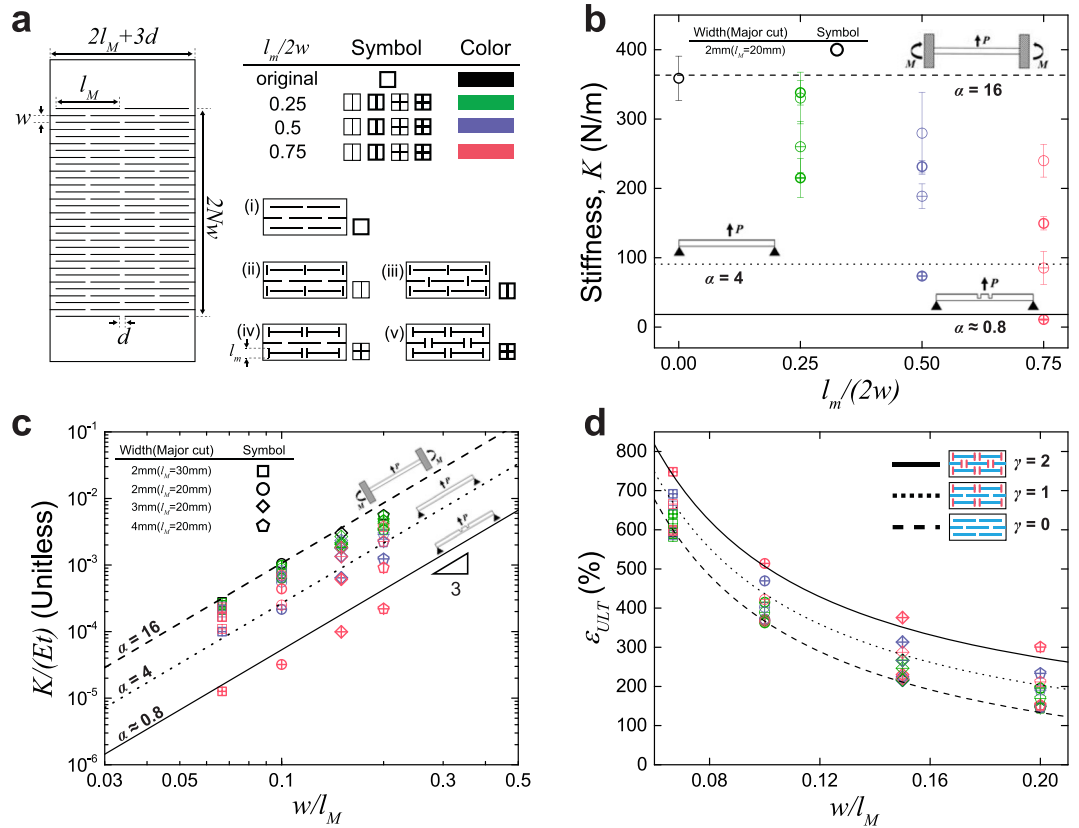 a
2l_M+3d
l_M
w
2Nw
d
l_m/2w Symbol Color
original
0.25
0.5
0.75
(i)
(ii) (iii)
(iv) (v)
l_m
b
Width(Major cut) Symbol
2mm(l_M=20mm)
P
M M
α = 16
P
α = 4
P
α ≈ 0.8
400
300
200
100
0
Stiffness, K (N/m)
0.00 0.25 0.50 0.75
l_m/(2w)
c
Width(Major cut) Symbol
2mm(l_M=30mm)
2mm(l_M=20mm)
3mm(l_M=20mm)
4mm(l_M=20mm)
P
M M
P
P
3
α = 16
α = 4
α ≈ 0.8
10^-1
10^-2
10^-3
10^-4
10^-5
10^-6
K/(Et) (Unitless)
0.03 0.1 0.5
w/l_M
d
γ = 2
γ = 1
γ = 0
800
700
600
500
400
300
200
100
0
ε_ULT (%)
0.08 0.12 0.16 0.20
w/l_M